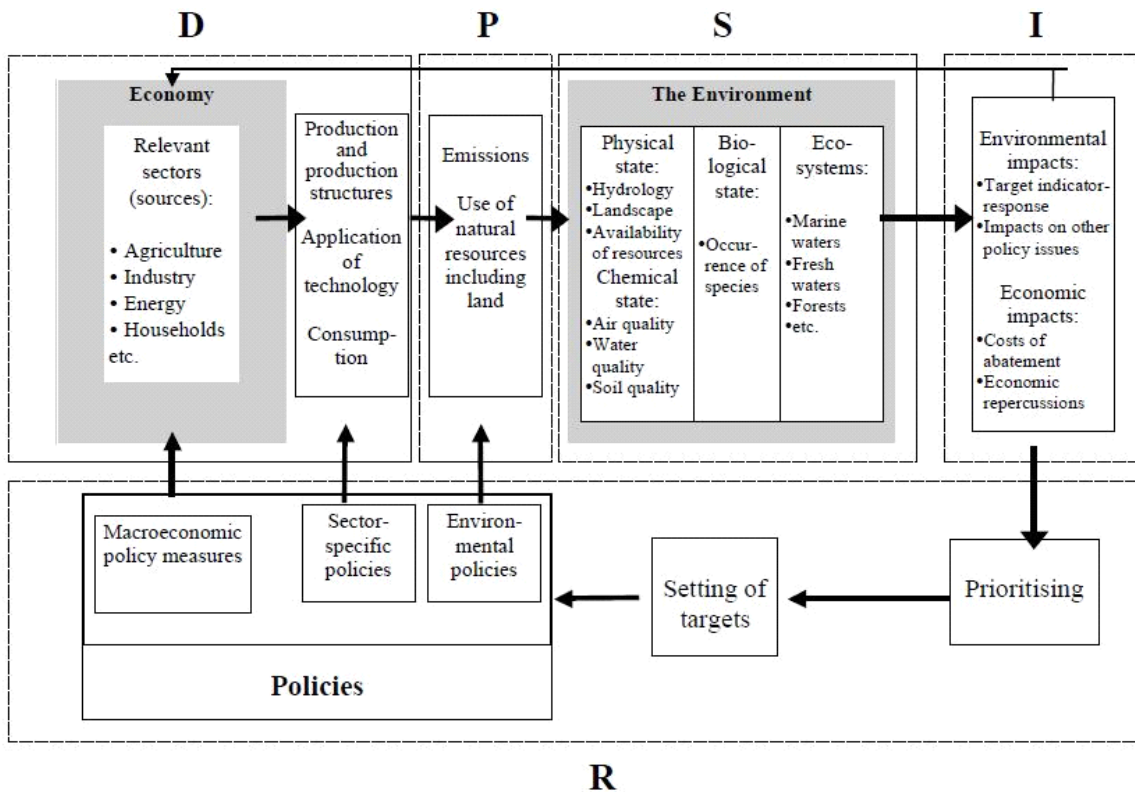 D
P
S
I
Economy
Relevant
sectors
(sources):
• Agriculture
• Industry
• Energy
• Households
etc.
Production
and
production
structures
Application
of
technology
Consump-
tion
Emissions
Use of
natural
resources
including
land
The Environment
Physical
state:
•Hydrology
•Landscape
•Availability
of resources
Chemical
state:
•Air quality
•Water
quality
•Soil quality
Bio-
logical
state:
•Occur-
rence of
species
Eco-
systems:
•Marine
waters
•Fresh
waters
•Forests
•etc.
Environmental
impacts:
•Target indicator-
response
•Impacts on other
policy issues
Economic
impacts:
•Costs of
abatement
•Economic
repercussions
Macroeconomic
policy measures
Sector-
specific
policies
Environ-
mental
policies
Policies
Setting of
targets
Prioritising
R